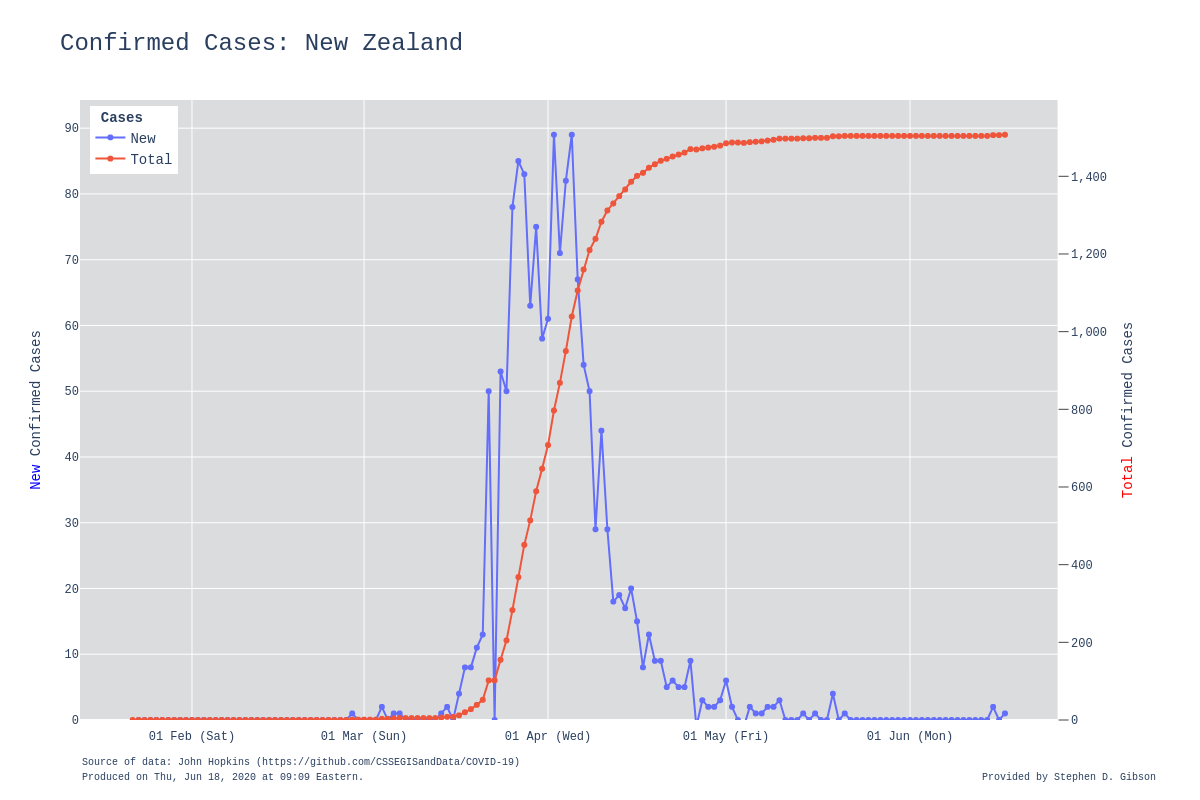 Confirmed Cases: New Zealand
Cases
New
Total
90
80
70
60
50
40
30
20
10
0
New Confirmed Cases
1,400
1,200
1,000
800
600
400
200
0
Total Confirmed Cases
01 Feb (Sat)
01 Mar (Sun)
01 Apr (Wed)
01 May (Fri)
01 Jun (Mon)
Source of data: John Hopkins (https://github.com/CSSEGISandData/COVID-19)
Produced on Thu, Jun 18, 2020 at 09:09 Eastern.
Provided by Stephen D. Gibson